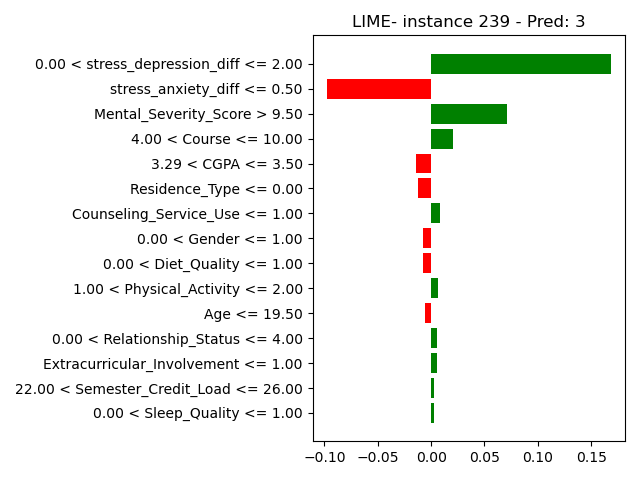 LIME- instance 239 - Pred: 3
0.00 < stress_depression_diff <= 2.00
stress_anxiety_diff <= 0.50
Mental_Severity_Score > 9.50
4.00 < Course <= 10.00
3.29 < CGPA <= 3.50
Residence_Type <= 0.00
Counseling_Service_Use <= 1.00
0.00 < Gender <= 1.00
0.00 < Diet_Quality <= 1.00
1.00 < Physical_Activity <= 2.00
Age <= 19.50
0.00 < Relationship_Status <= 4.00
Extracurricular_Involvement <= 1.00
22.00 < Semester_Credit_Load <= 26.00
0.00 < Sleep_Quality <= 1.00
−0.10 −0.05 0.00 0.05 0.10 0.15